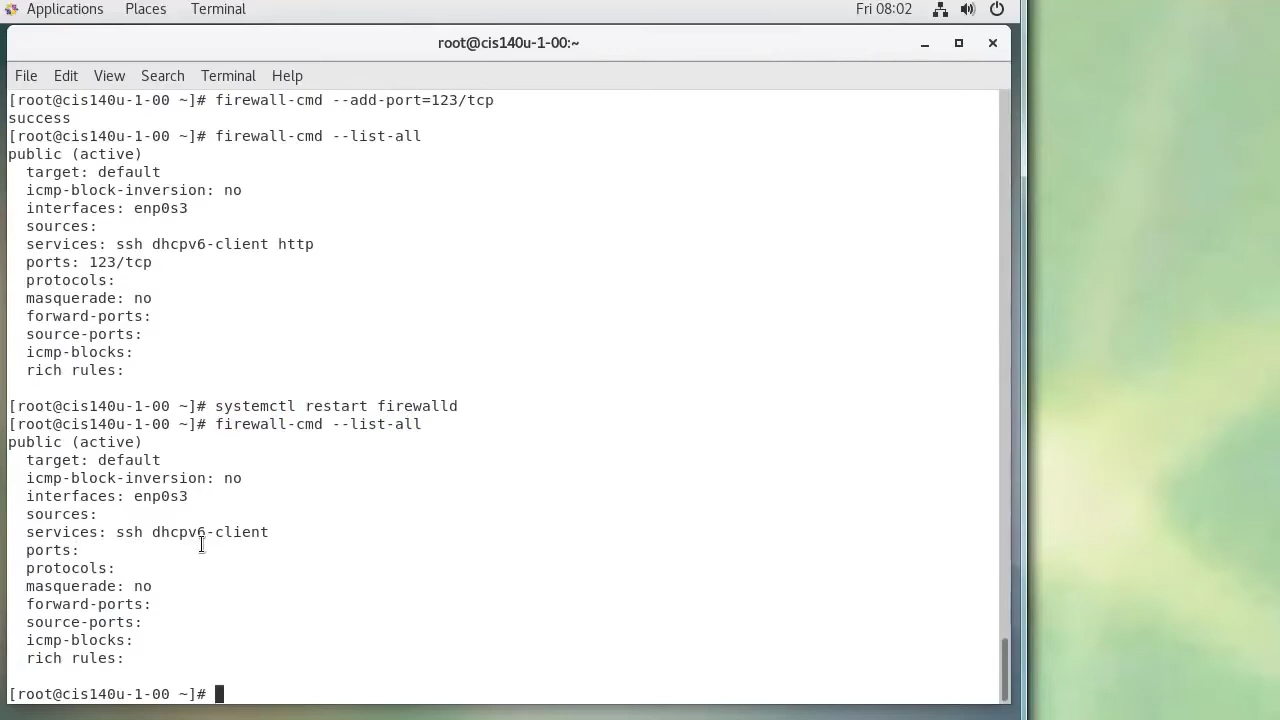 Applications Places Terminal Fri 08:02
root@cis140u-1-00:~
File Edit View Search Terminal Help
[root@cis140u-1-00 ~]# firewall-cmd --add-port=123/tcp
success
[root@cis140u-1-00 ~]# firewall-cmd --list-all
public (active)
  target: default
  icmp-block-inversion: no
  interfaces: enp0s3
  sources:
  services: ssh dhcpv6-client http
  ports: 123/tcp
  protocols:
  masquerade: no
  forward-ports:
  source-ports:
  icmp-blocks:
  rich rules:
[root@cis140u-1-00 ~]# systemctl restart firewalld
[root@cis140u-1-00 ~]# firewall-cmd --list-all
public (active)
  target: default
  icmp-block-inversion: no
  interfaces: enp0s3
  sources:
  services: ssh dhcpv6-client
  ports:
  protocols:
  masquerade: no
  forward-ports:
  source-ports:
  icmp-blocks:
  rich rules:
[root@cis140u-1-00 ~]#